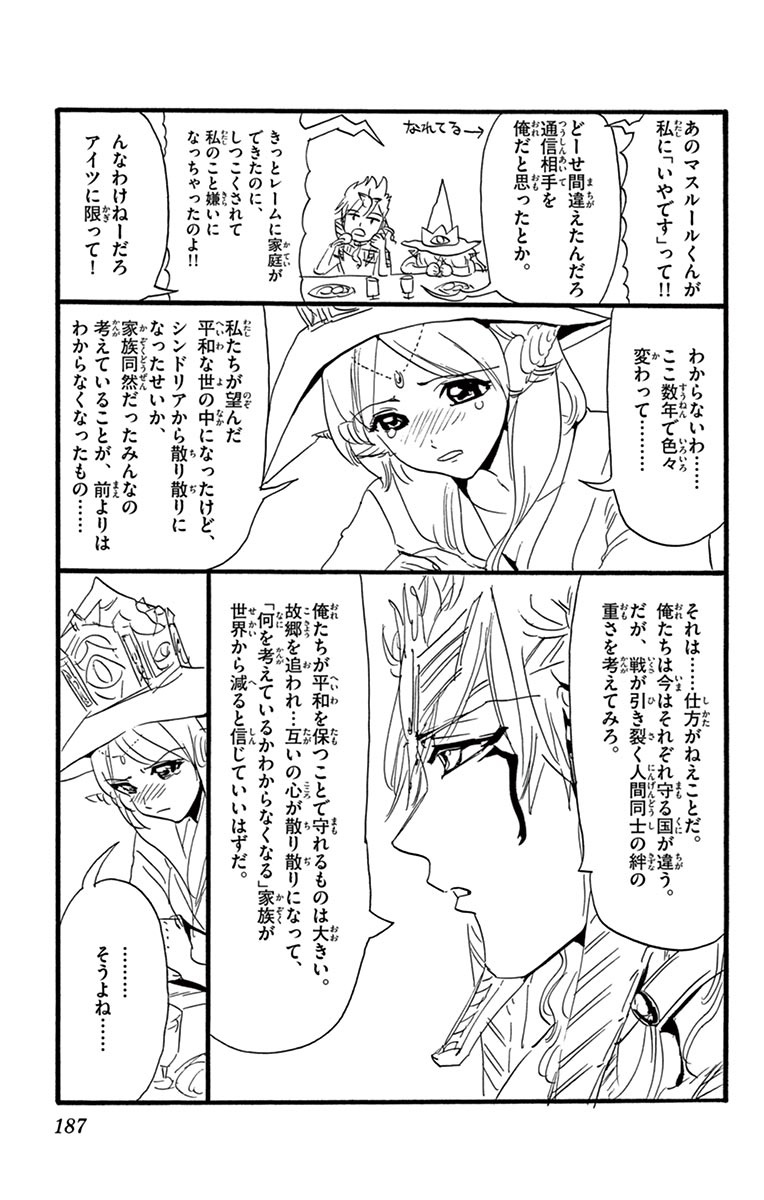 あのマスルールくんが
私に「いやです」って!!
どーせ間違えたんだろ
通信相手を
俺だと思ったとか。
なれてる→
きっとレームに家庭が
できたのに、
しつこくされて
私のこと嫌いに
なっちゃったのよ!!
んなわけねーだろ
アイツに限って!
わからないわ……
ここ数年で色々
変わって………
私たちが望んだ
平和な世の中になったけど、
シンドリアから散り散りに
なったせいか、
家族同然だったみんなの
考えていることが、前よりは
わからなくなったもの……
それは……仕方がねえことだ。
俺たちは今はそれぞれ守る国が違う。
だが、戦が引き裂く人間同士の絆の
重さを考えてみろ。
俺たちが平和を保つことで守れるものは大きい。
故郷を追われ…互いの心が散り散りになって、
「何を考えているかわからなくなる」家族が
世界から減ると信じていいはずだ。
………
そうよね……
187